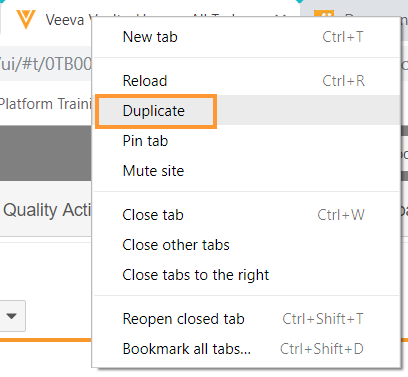 Veeva Vault
New tab Ctrl+T
/ui/#t/0TB00
Reload Ctrl+R
Platform Traini
Duplicate
Pin tab
Mute site
Quality Acti
Close tab Ctrl+W
Close other tabs
Close tabs to the right
Reopen closed tab Ctrl+Shift+T
Bookmark all tabs... Ctrl+Shift+D